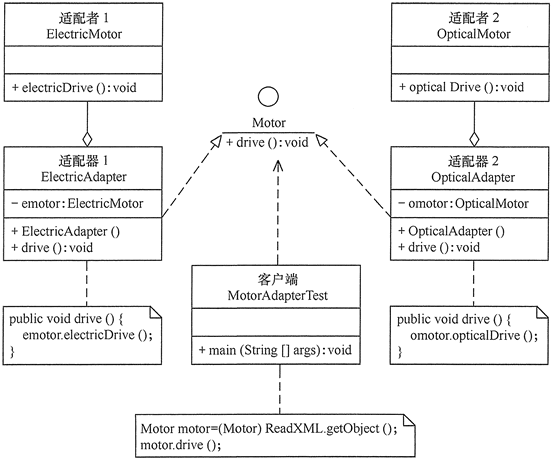 适配者 1
ElectricMotor
+ electricDrive ():void
适配者 2
OpticalMotor
+ optical Drive ():void
Motor
+ drive ():void
适配器 1
ElectricAdapter
− emotor:ElectricMotor
+ ElectricAdapter ()
+ drive ():void
适配器 2
OpticalAdapter
− omotor:OpticalMotor
+ OpticalAdapter ()
+ drive ():void
客户端
MotorAdapterTest
+ main (String [] args):void
public void drive () {
emotor.electricDrive ();
}
public void drive () {
omotor.opticalDrive ();
}
Motor motor=(Motor) ReadXML.getObject ();
motor.drive ();